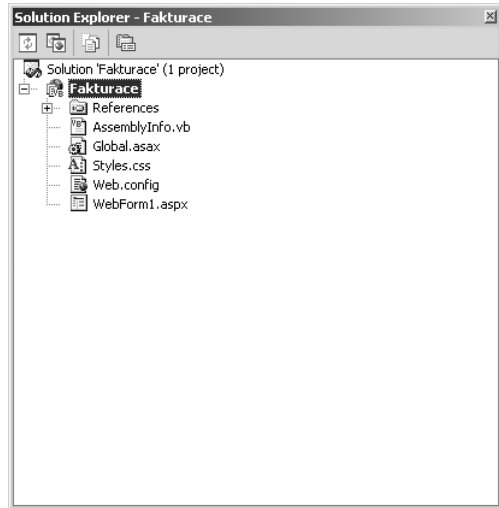 Solution Explorer - Fakturace
Solution 'Fakturace' (1 project)
Fakturace
References
AssemblyInfo.vb
Global.asax
Styles.css
Web.config
WebForm1.aspx